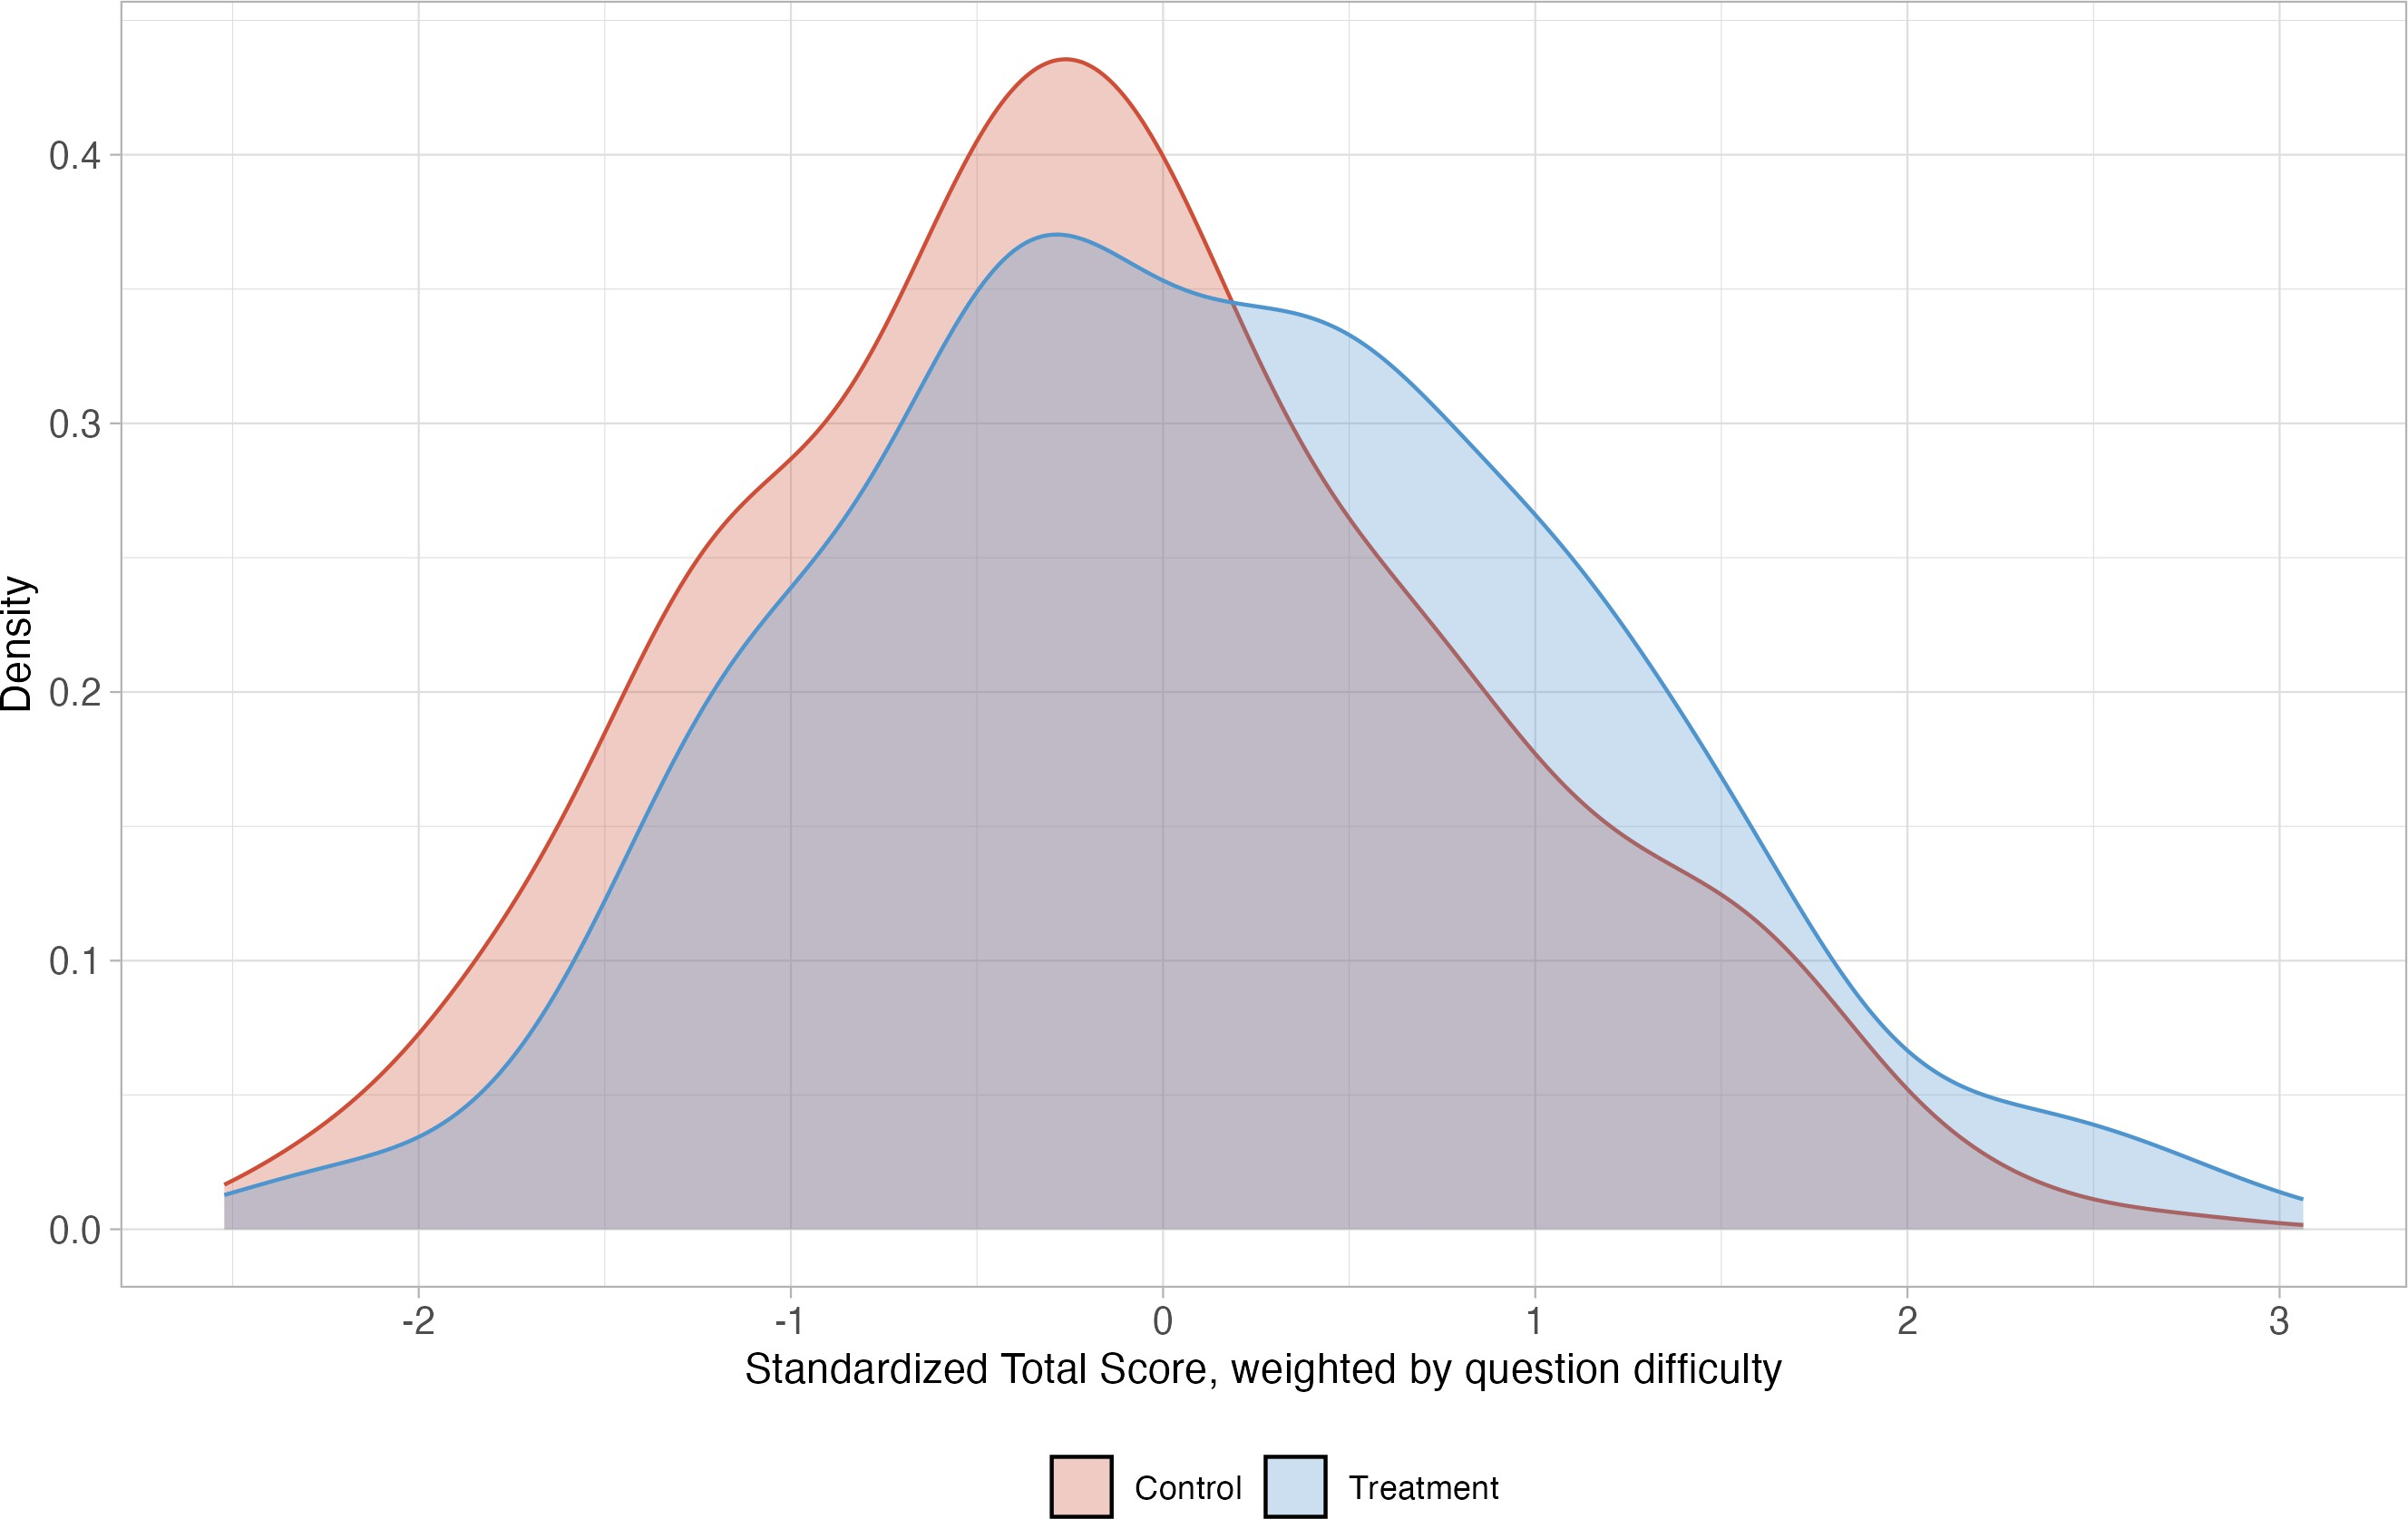 0.4
0.3
0.2
0.1
0.0
Density
-2 -1 0 1 2 3
Standardized Total Score, weighted by question difficulty
Control Treatment